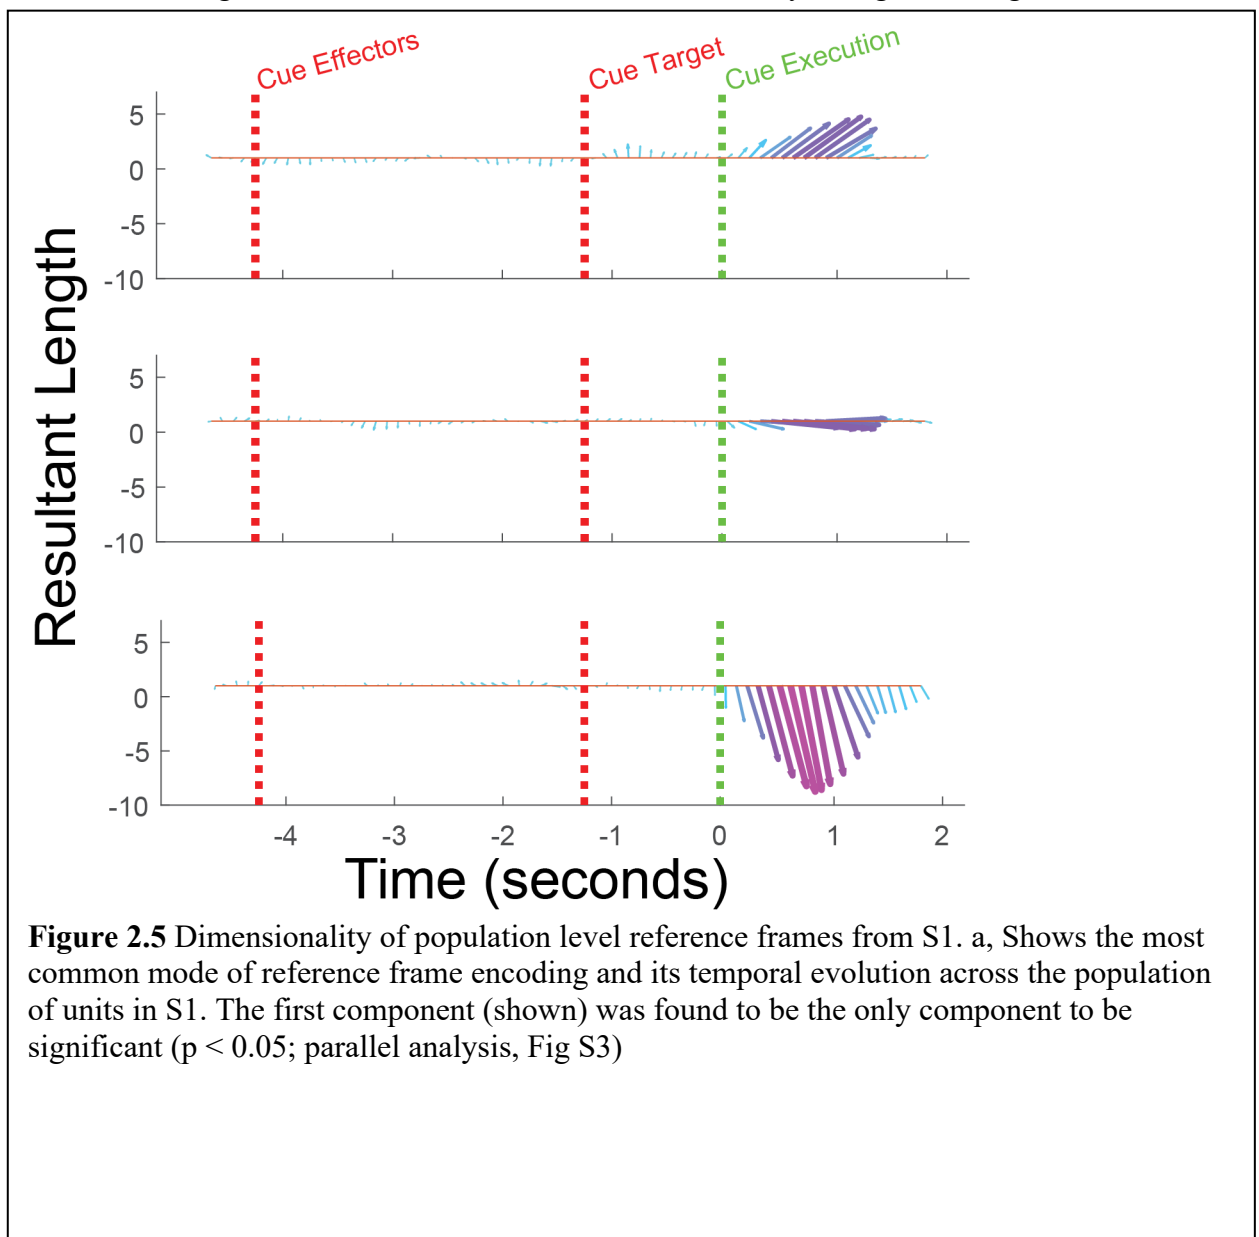 Cue Effectors
Cue Target
Cue Execution
5
0
-5
-10
5
0
-5
-10
5
0
-5
-10
Resultant Length
-4 -3 -2 -1 0 1 2
Time (seconds)
Figure 2.5 Dimensionality of population level reference frames from S1. a, Shows the most
common mode of reference frame encoding and its temporal evolution across the population
of units in S1. The first component (shown) was found to be the only component to be
significant (p < 0.05; parallel analysis, Fig S3)